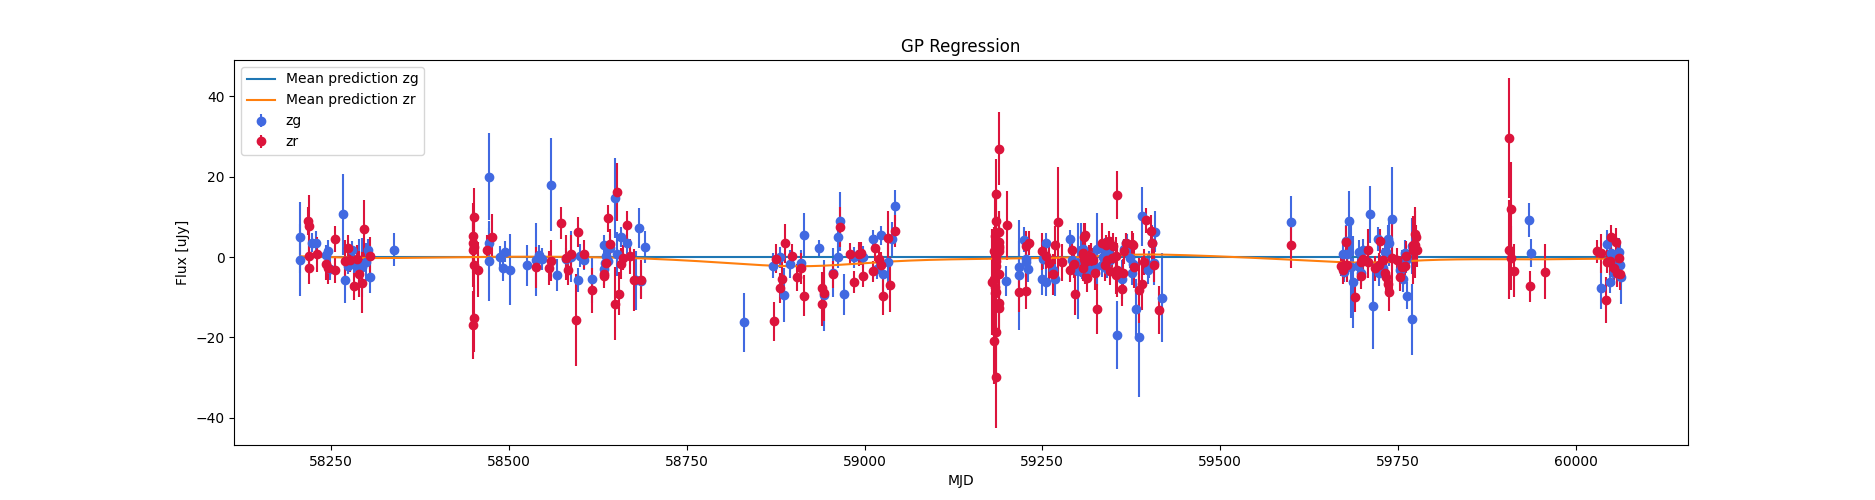 GP Regression
Mean prediction zg
Mean prediction zr
zg
zr
40
20
0
−20
−40
Flux [uJy]
58250
58500
58750
59000
59250
59500
59750
60000
MJD